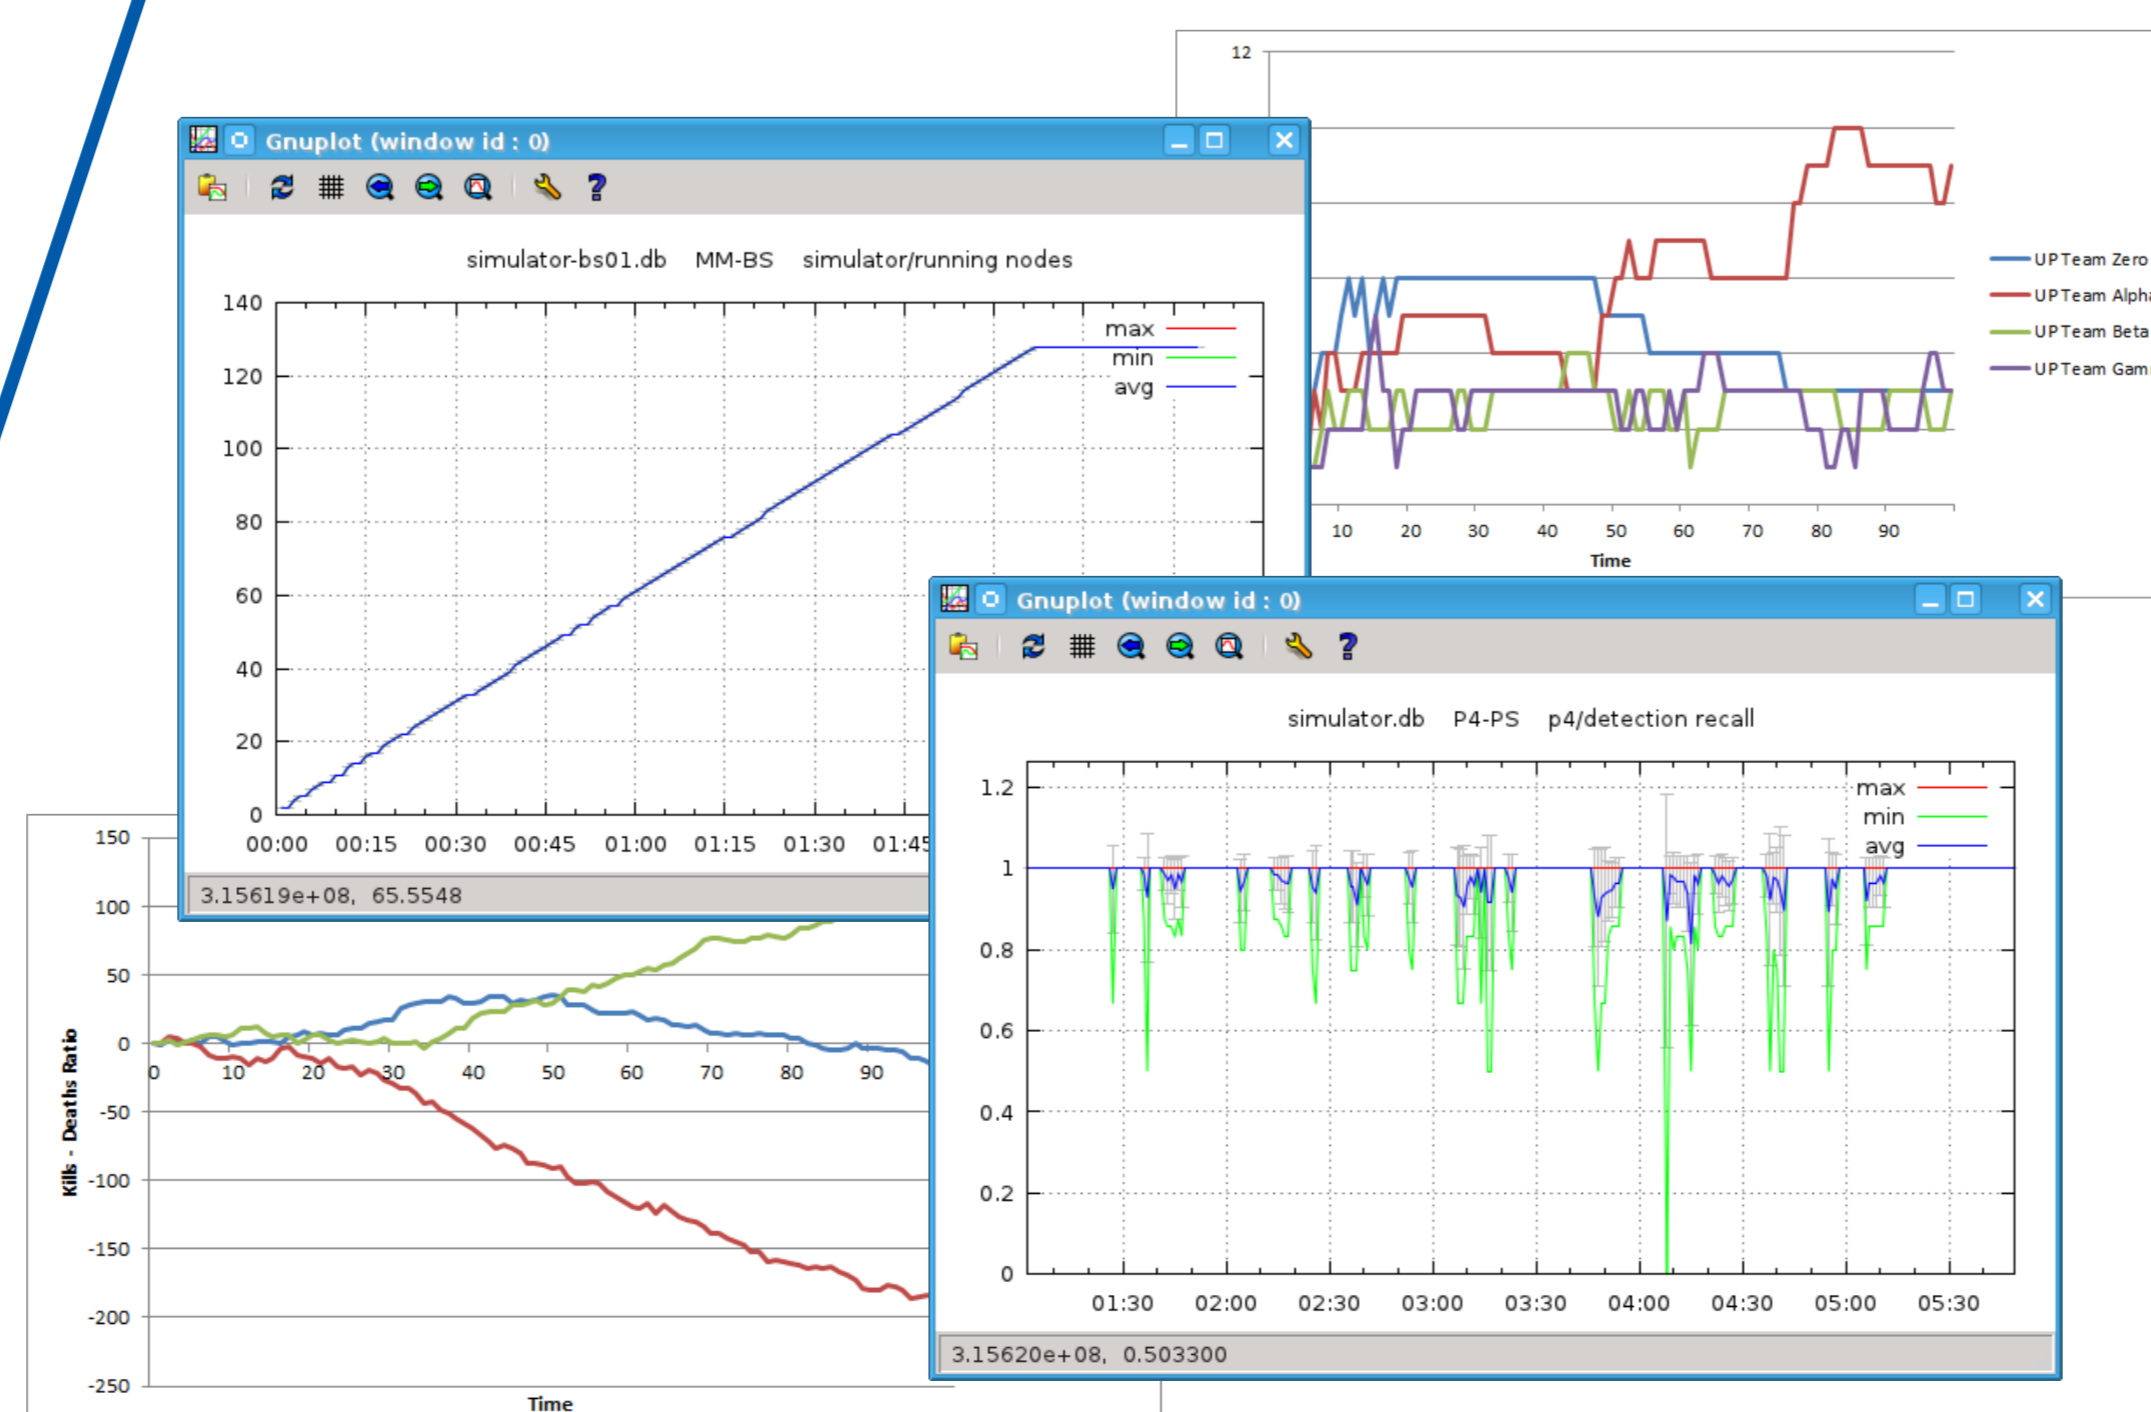 12
Gnuplot (window id : 0)
simulator-bs01.db MM-BS simulator/running nodes
140
120
100
80
60
40
20
0
max
min
avg
00:00 00:15 00:30 00:45 01:00 01:15 01:30 01:45
3.15619e+08, 65.5548
UPTeam Zero
UPTeam Alpha
UPTeam Beta
UPTeam Gam
10 20 30 40 50 60 70 80 90
Time
Gnuplot (window id : 0)
simulator.db P4-PS p4/detection recall
1.2
1
0.8
0.6
0.4
0.2
0
max
min
avg
01:30 02:00 02:30 03:00 03:30 04:00 04:30 05:00 05:30
3.15620e+08, 0.503300
150
100
50
0
-50
-100
-150
-200
-250
Kills - Deaths Ratio
0 10 20 30 40 50 60 70 80 90
Time